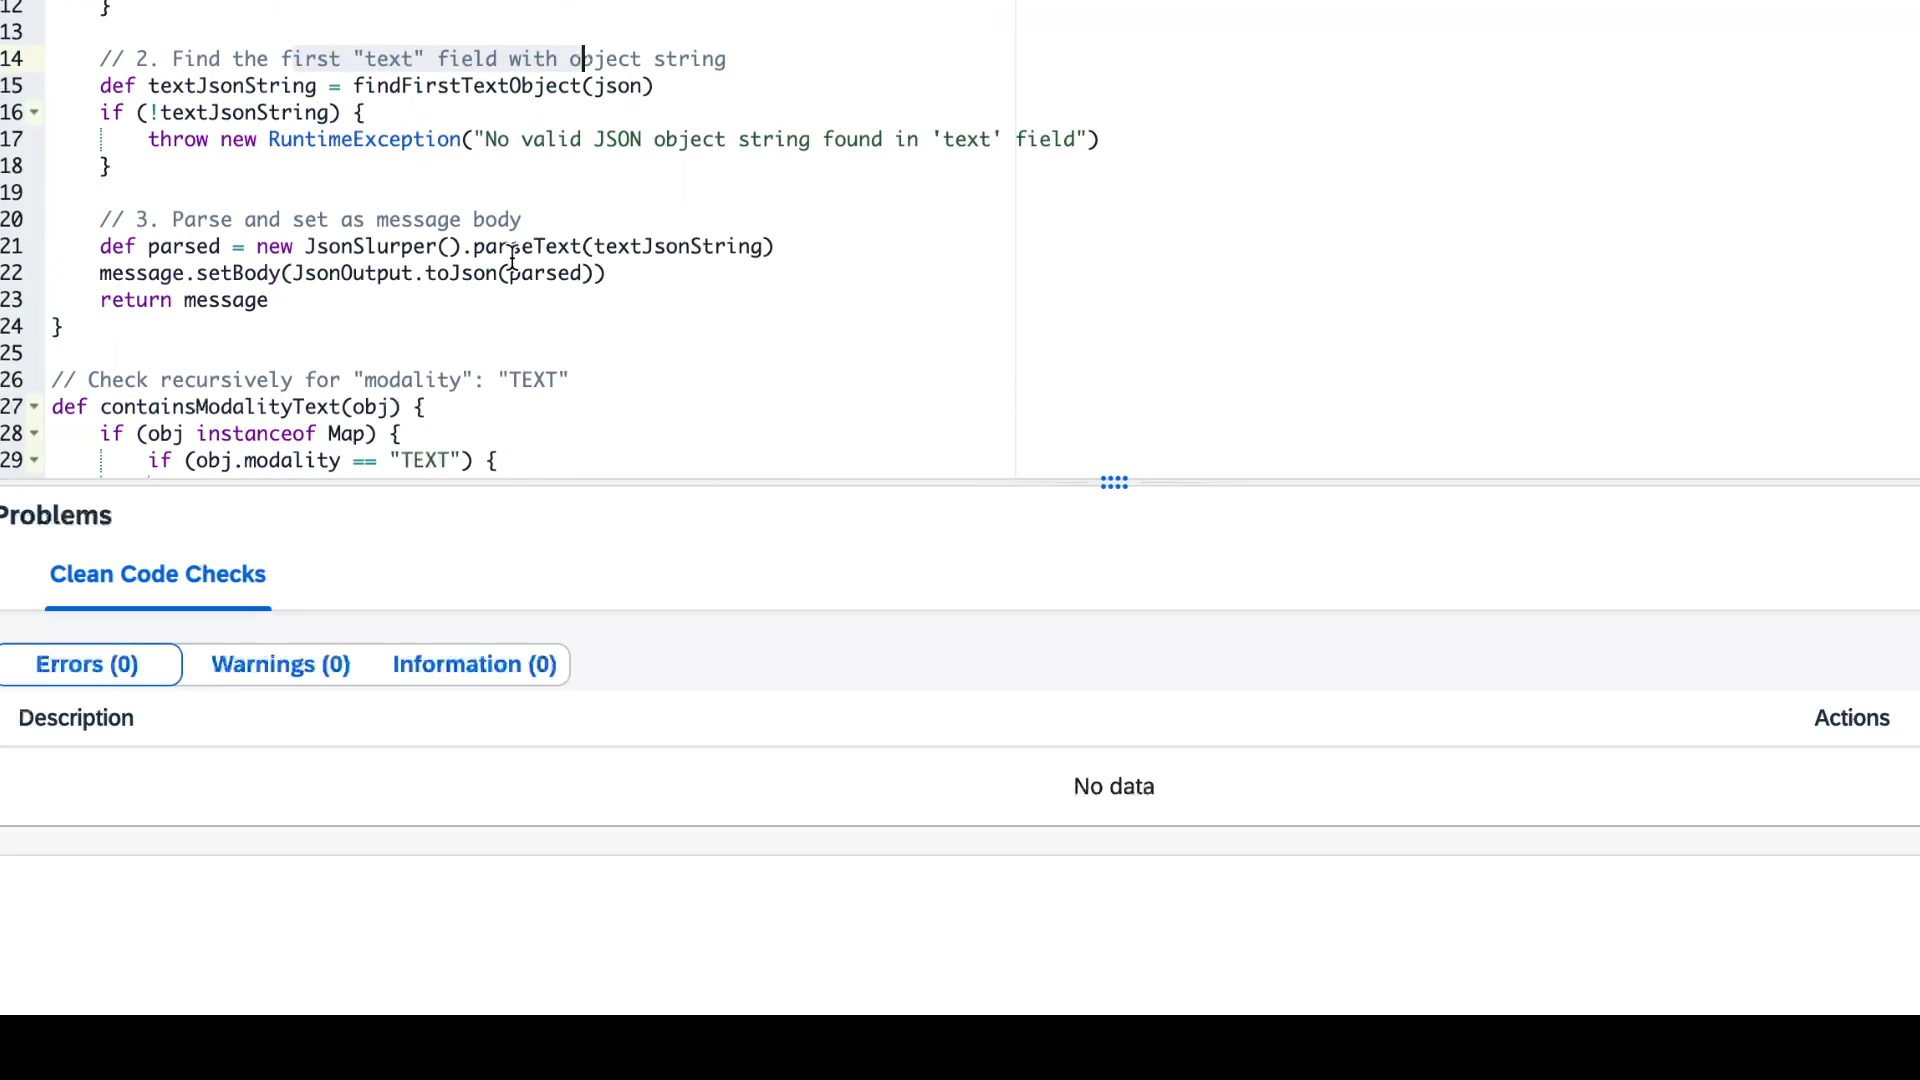 12 }
13
14 // 2. Find the first "text" field with object string
15 def textJsonString = findFirstTextObject(json)
16 if (!textJsonString) {
17 throw new RuntimeException("No valid JSON object string found in 'text' field")
18 }
19
20 // 3. Parse and set as message body
21 def parsed = new JsonSlurper().parseText(textJsonString)
22 message.setBody(JsonOutput.toJson(parsed))
23 return message
24 }
25
26 // Check recursively for "modality": "TEXT"
27 def containsModalityText(obj) {
28 if (obj instanceof Map) {
29 if (obj.modality == "TEXT") {
Problems
Clean Code Checks
Errors (0) Warnings (0) Information (0)
Description Actions
No data